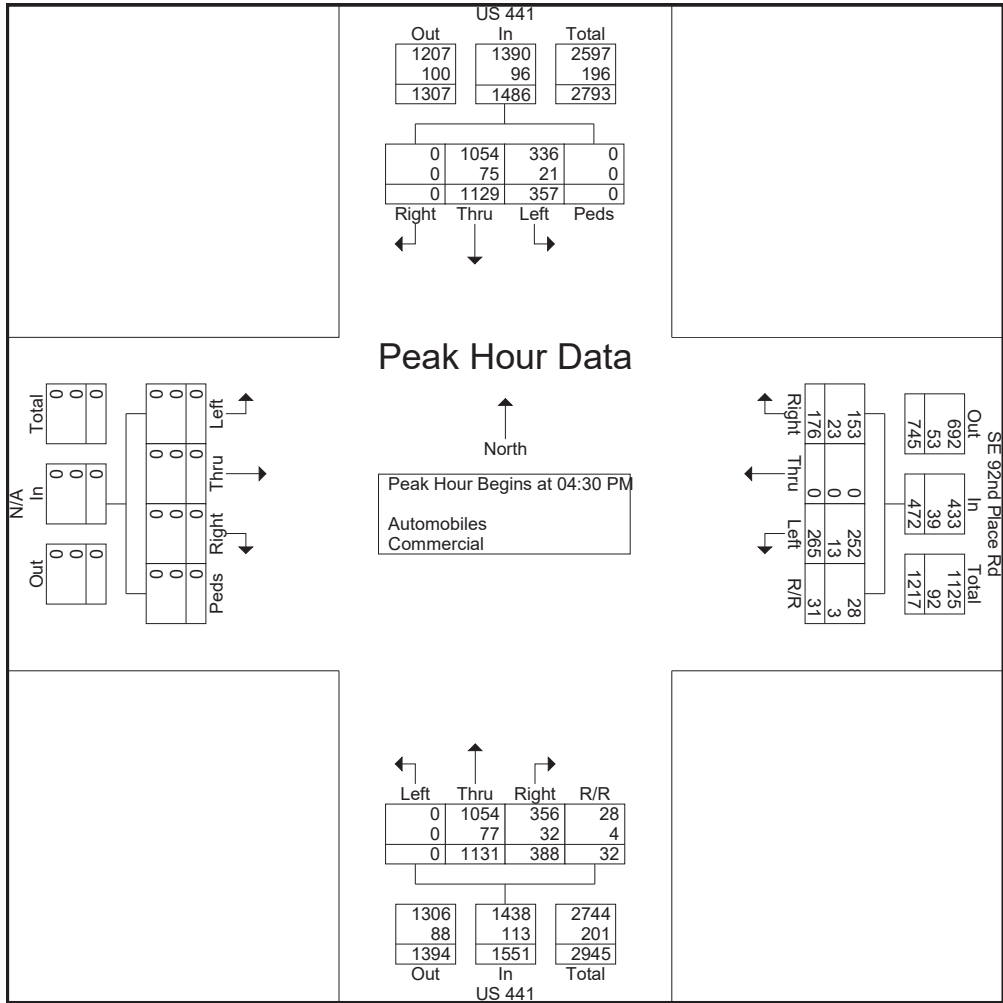 US 441
Out In Total
1207 1390 2597
100 96 196
1307 1486 2793
0 1054 336 0
0 75 21 0
0 1129 357 0
Right Thru Left Peds
Peak Hour Data
North
Peak Hour Begins at 04:30 PM
Automobiles
Commercial
N/A
Out In Total
0 0 0
0 0 0
0 0 0
Left Thru Right Peds
0 0 0 0
0 0 0 0
0 0 0 0
SE 92nd Place Rd
Out In Total
692 433 1125
53 39 92
745 472 1217
153 0 252 28
23 0 13 3
176 0 265 31
Right Thru Left R/R
Left Thru Right R/R
0 1054 356 28
0 77 32 4
0 1131 388 32
1306 1438 2744
88 113 201
1394 1551 2945
Out In Total
US 441